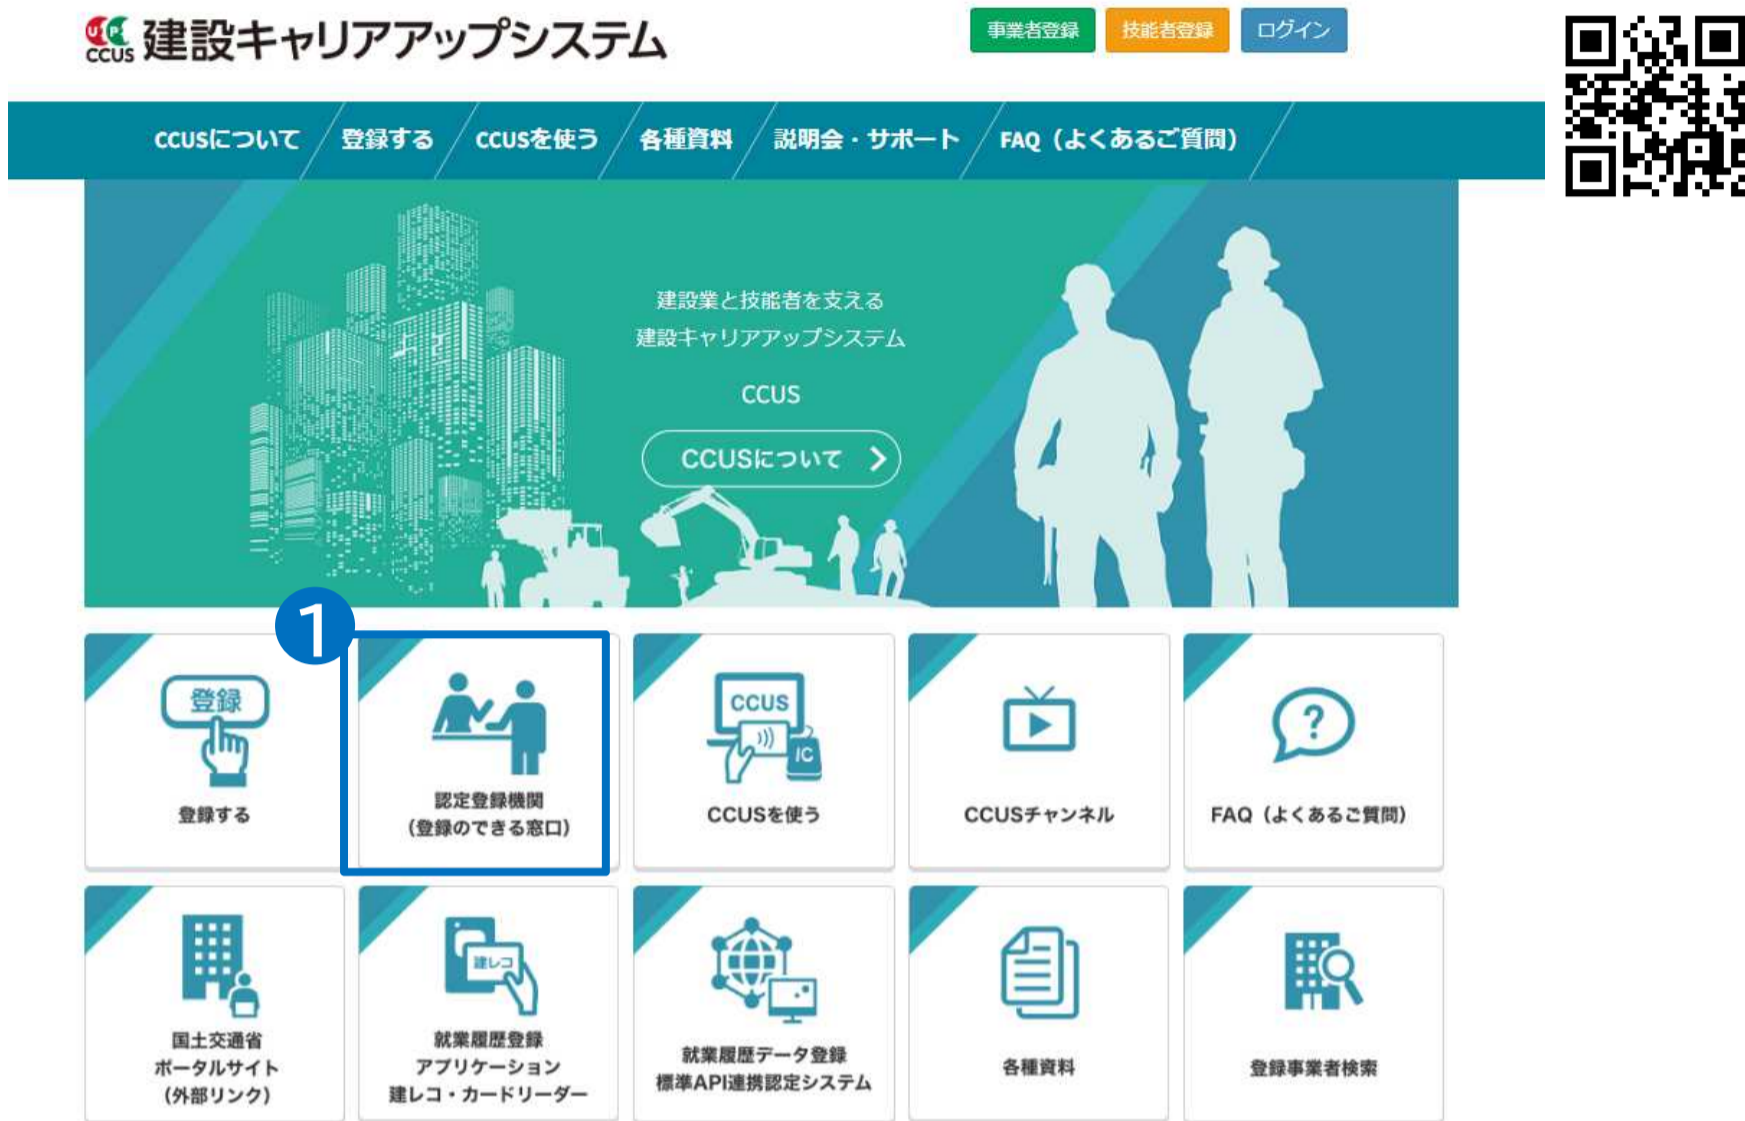 CCUS 建設キャリアアップシステム
事業者登録 技能者登録 ログイン
CCUSについて 登録する CCUSを使う 各種資料 説明会・サポート FAQ（よくあるご質問）
建設業と技能者を支える
建設キャリアアップシステム
CCUS
CCUSについて
1
登録
登録する
認定登録機関
（登録のできる窓口）
CCUS
IC
CCUSを使う
CCUSチャンネル
?
FAQ（よくあるご質問）
国土交通省
ポータルサイト
（外部リンク）
建レコ
就業履歴登録
アプリケーション
建レコ・カードリーダー
就業履歴データ登録
標準API連携認定システム
各種資料
登録事業者検索